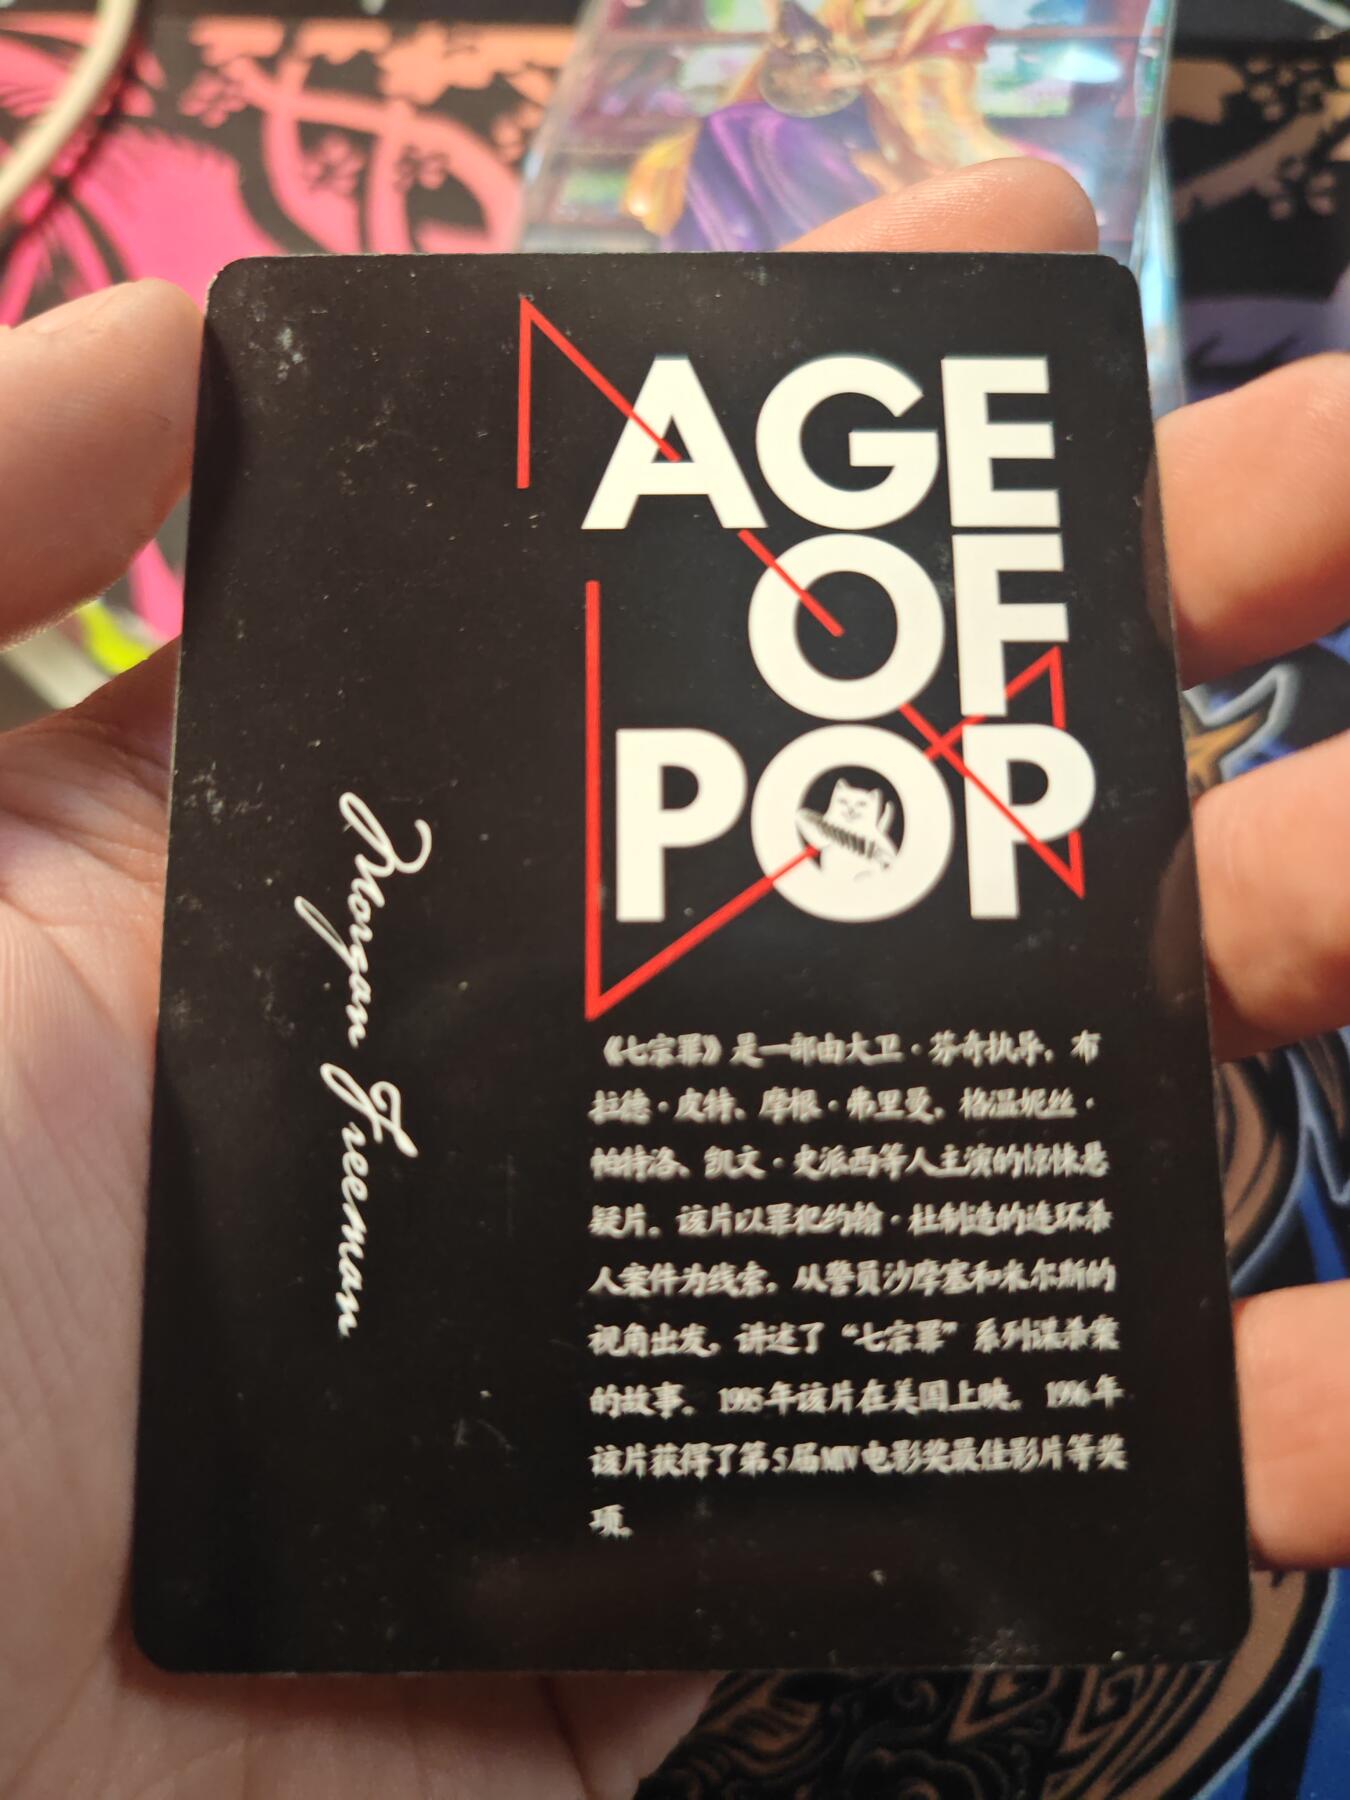 AGE
OF
POP
Morgan Freeman
《七宗罪》是一部由大卫·芬奇执导，布
拉德·皮特、摩根·弗里曼、格温妮丝·
帕特洛、凯文·史派西等人主演的惊悚悬
疑片。该片以罪犯约翰·杜制造的连环杀
人案件为线索，从警员沙摩塞和米尔斯的
视角出发，讲述了“七宗罪”系列谋杀案
的故事。1995年该片在美国上映。1996年
该片获得了第5届MTV电影奖最佳影片等奖
项。